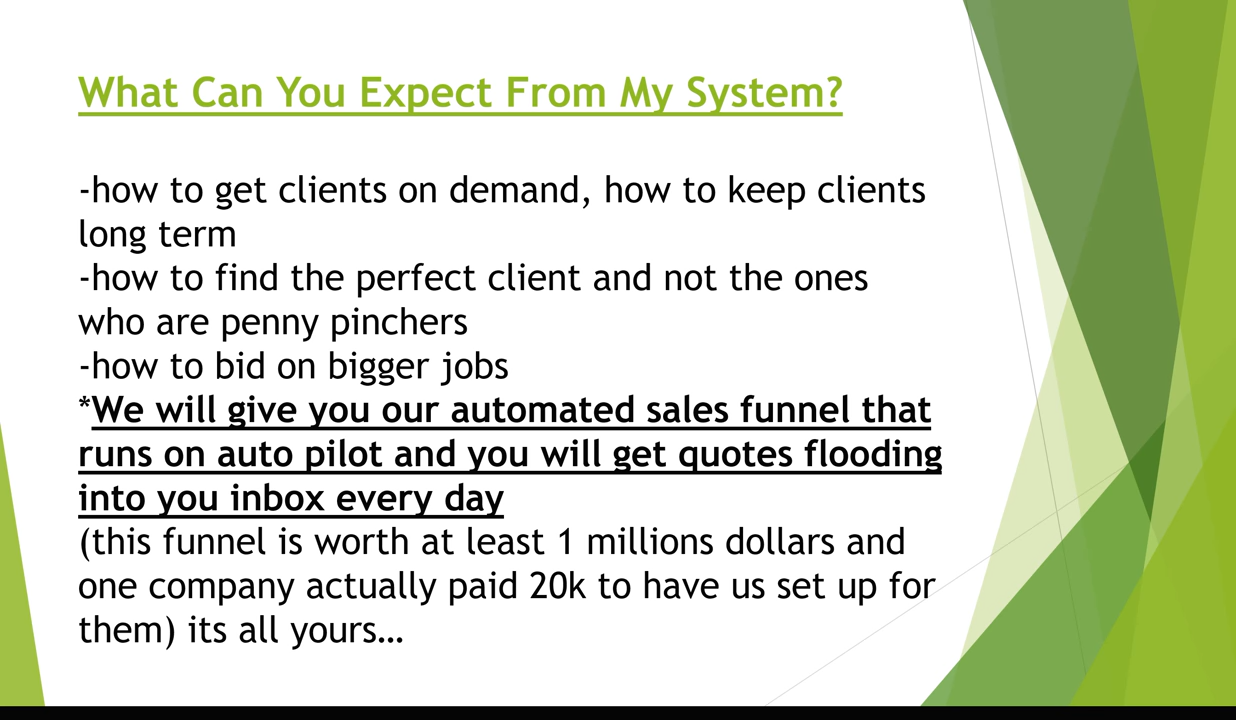 What Can You Expect From My System?
-how to get clients on demand, how to keep clients
long term
-how to find the perfect client and not the ones
who are penny pinchers
-how to bid on bigger jobs
*We will give you our automated sales funnel that
runs on auto pilot and you will get quotes flooding
into you inbox every day
(this funnel is worth at least 1 millions dollars and
one company actually paid 20k to have us set up for
them) its all yours…